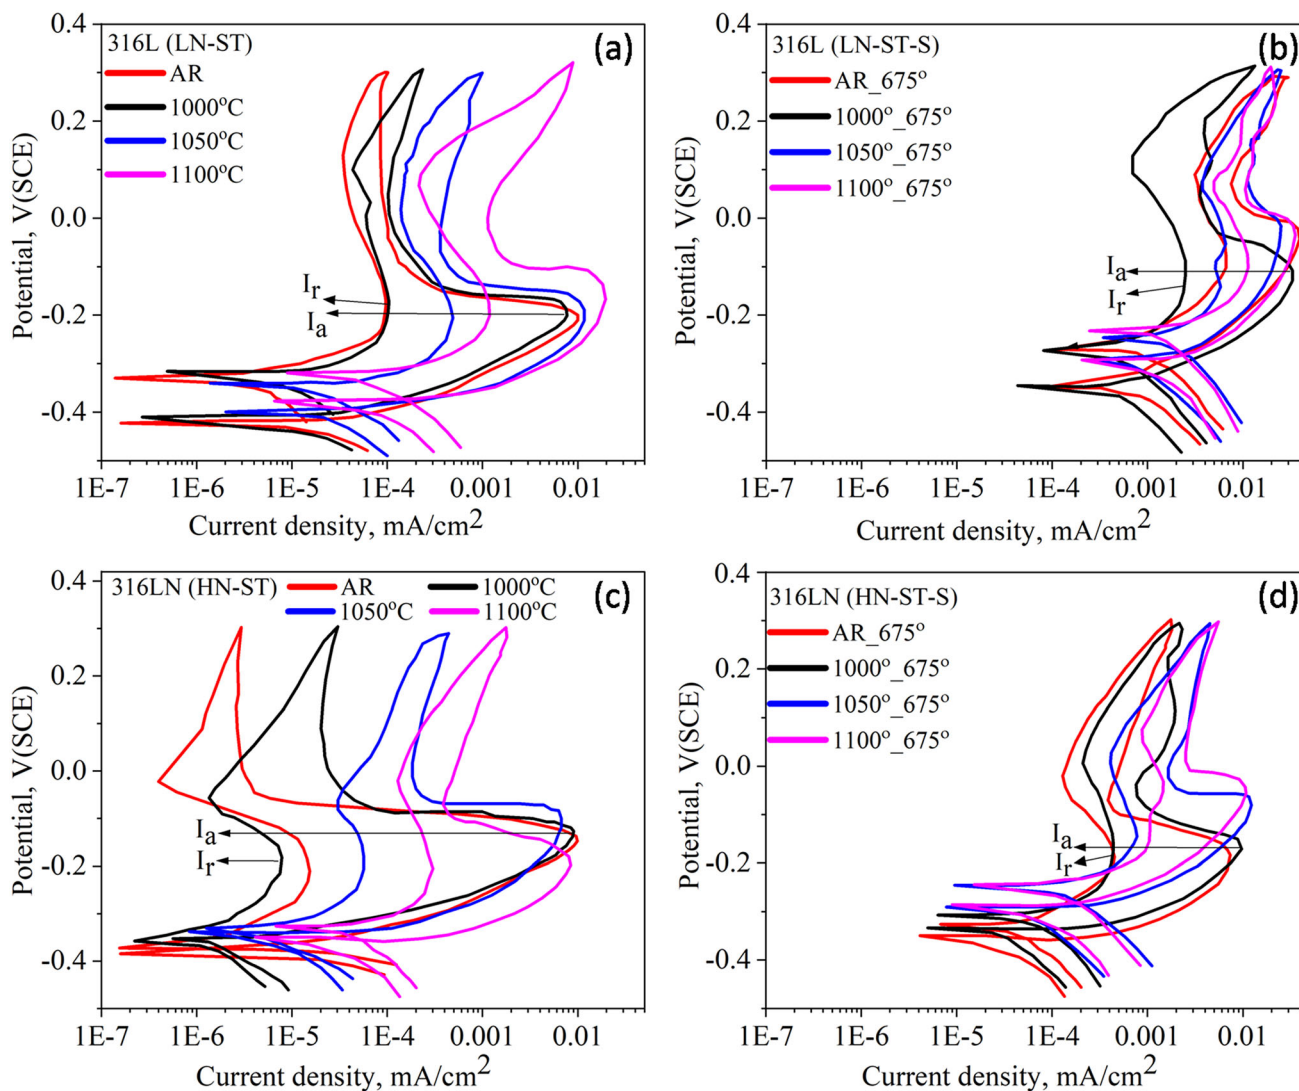 316L (LN-ST)
(a)
AR
1000°C
1050°C
1100°C
Potential, V(SCE)
0.4
0.2
0.0
-0.2
-0.4
Ir
Ia
1E-7 1E-6 1E-5 1E-4 0.001 0.01
Current density, mA/cm2
316L (LN-ST-S)
(b)
AR_675°
1000°_675°
1050°_675°
1100°_675°
Potential, V(SCE)
0.4
0.2
0.0
-0.2
-0.4
Ia
Ir
1E-7 1E-6 1E-5 1E-4 0.001 0.01
Current density, mA/cm2
316LN (HN-ST)
(c)
AR 1000°C
1050°C 1100°C
Potential, V(SCE)
0.4
0.2
0.0
-0.2
-0.4
Ia
Ir
1E-7 1E-6 1E-5 1E-4 0.001 0.01
Current density, mA/cm2
316LN (HN-ST-S)
(d)
AR_675°
1000°_675°
1050°_675°
1100°_675°
Potential, V(SCE)
0.4
0.2
0.0
-0.2
-0.4
Ia
Ir
1E-7 1E-6 1E-5 1E-4 0.001 0.01
Current density, mA/cm2